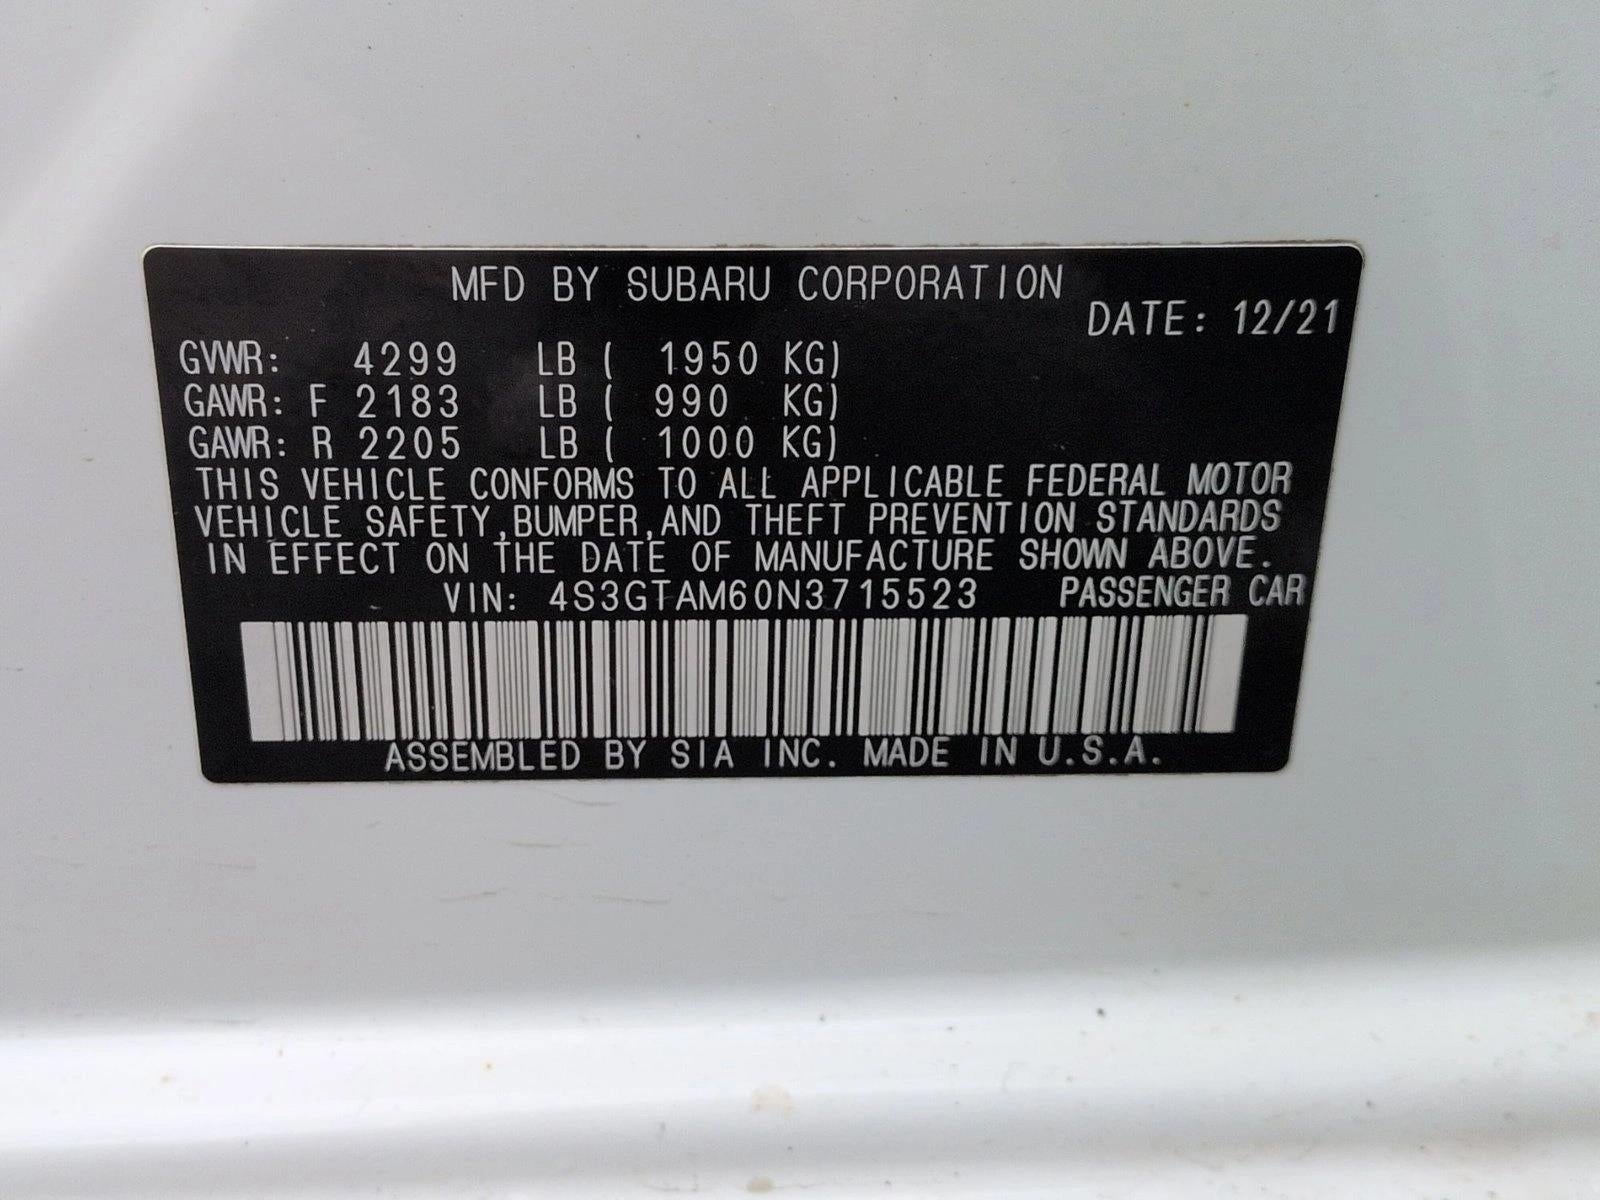 MFD BY SUBARU CORPORATION
DATE: 12/21
GVWR: 4299 LB ( 1950 KG)
GAWR: F 2183 LB ( 990 KG)
GAWR: R 2205 LB ( 1000 KG)
THIS VEHICLE CONFORMS TO ALL APPLICABLE FEDERAL MOTOR
VEHICLE SAFETY,BUMPER,AND THEFT PREVENTION STANDARDS
IN EFFECT ON THE DATE OF MANUFACTURE SHOWN ABOVE.
VIN: 4S3GTAM60N3715523 PASSENGER CAR
ASSEMBLED BY SIA INC. MADE IN U.S.A.